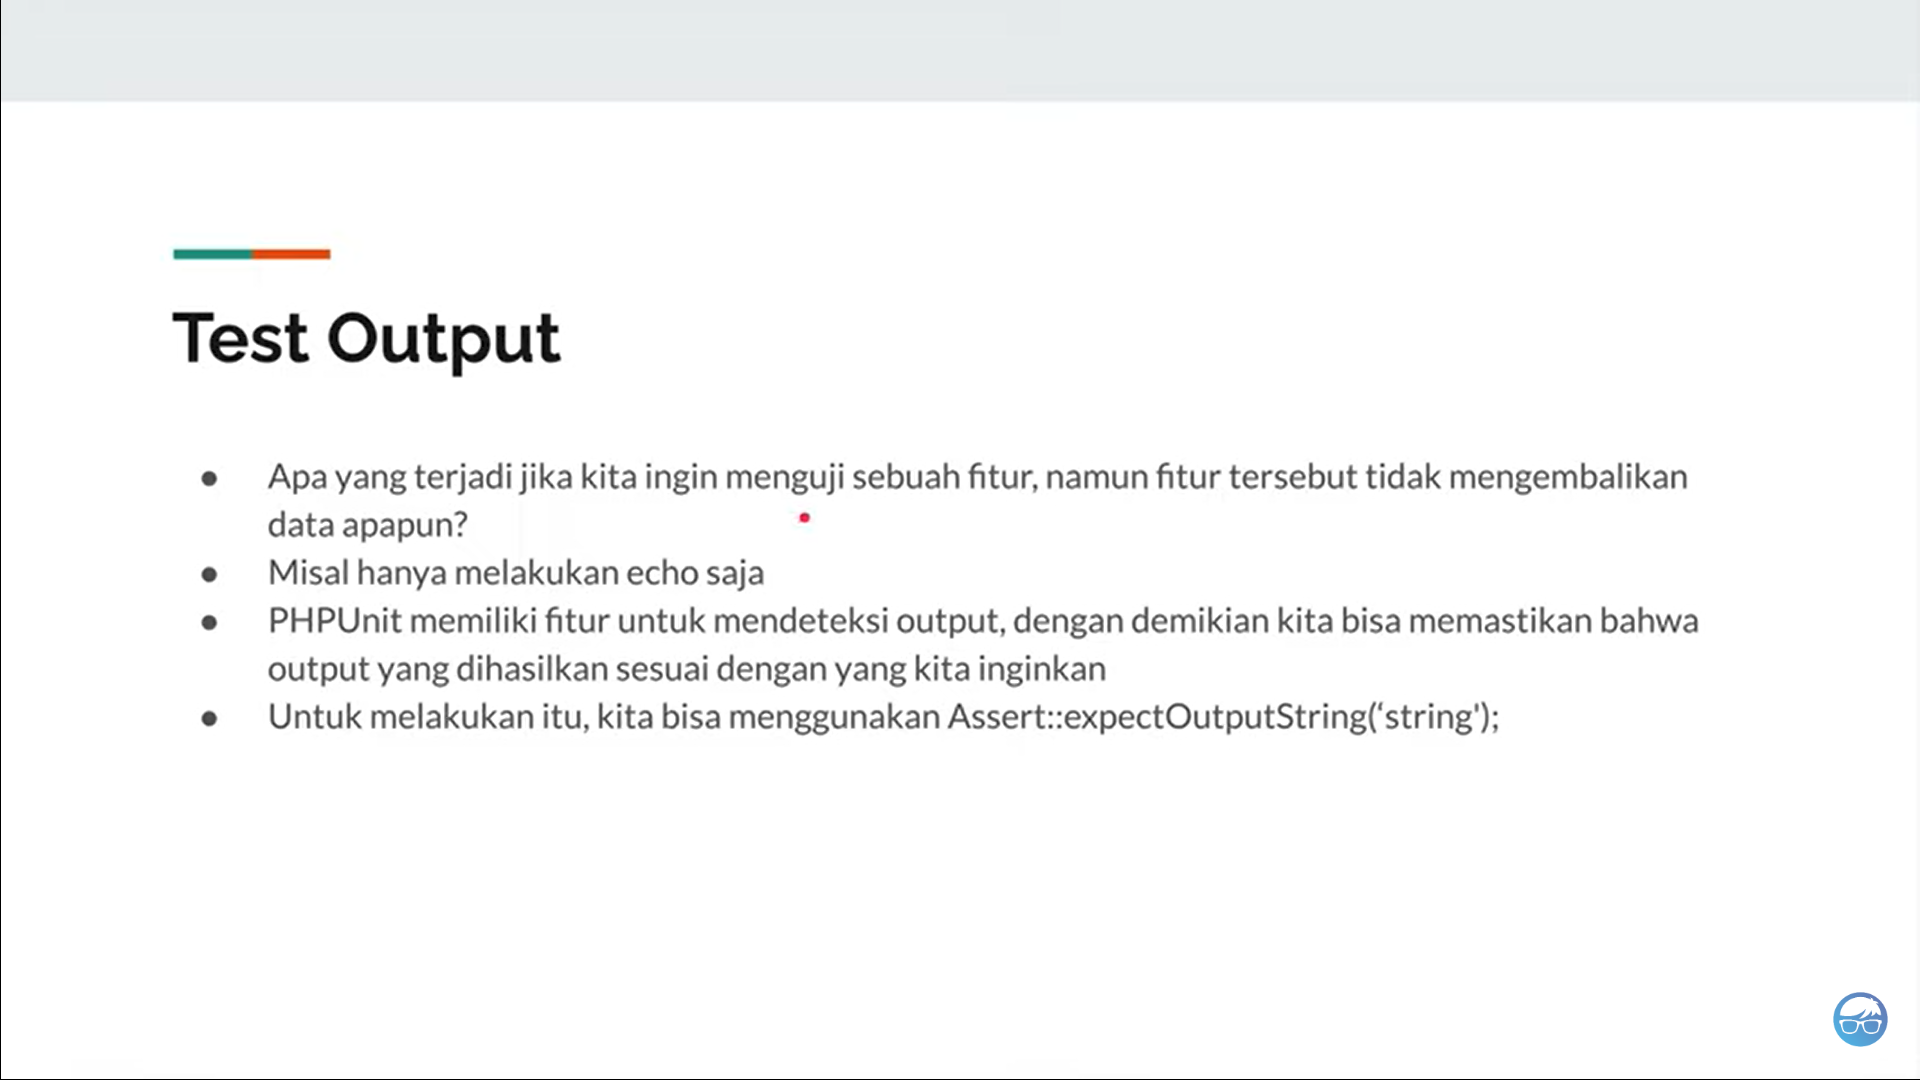 Test Output
● Apa yang terjadi jika kita ingin menguji sebuah fitur, namun fitur tersebut tidak mengembalikan
data apapun?
● Misal hanya melakukan echo saja
● PHPUnit memiliki fitur untuk mendeteksi output, dengan demikian kita bisa memastikan bahwa
output yang dihasilkan sesuai dengan yang kita inginkan
● Untuk melakukan itu, kita bisa menggunakan Assert::expectOutputString(‘string');